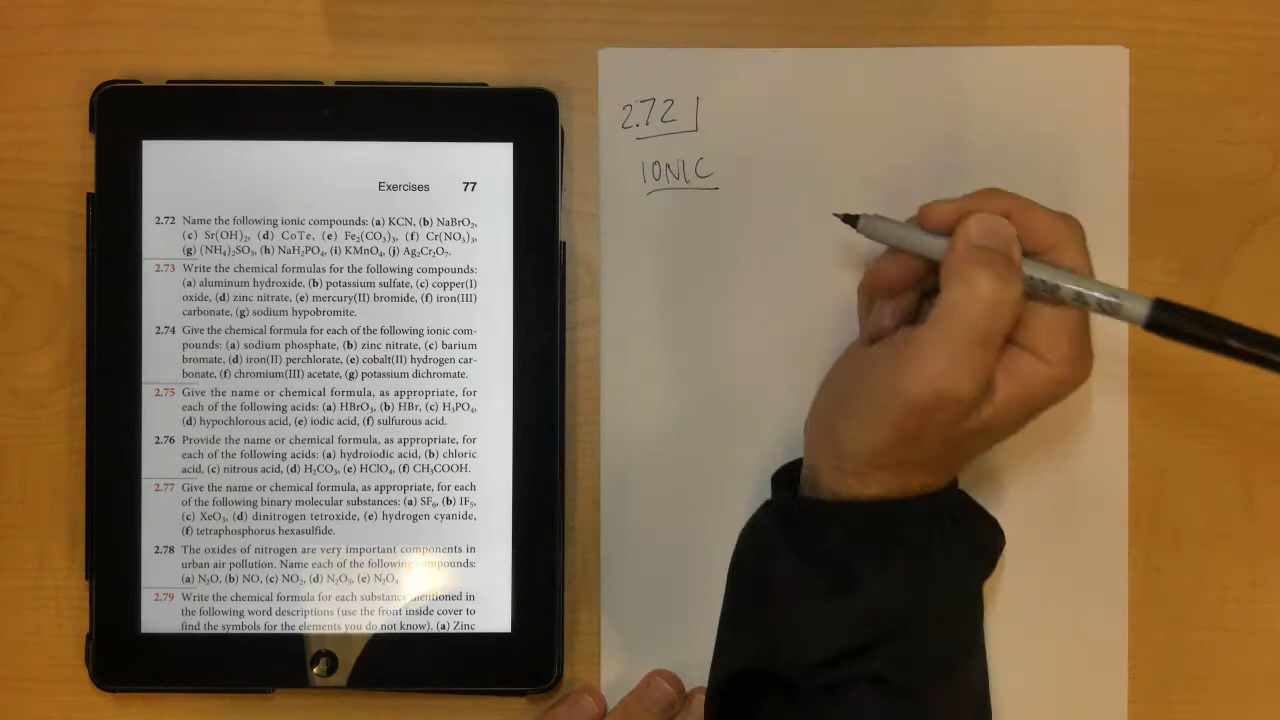 Exercises 77
2.72 Name the following ionic compounds: (a) KCN, (b) NaBrO₂,
(c) Sr(OH)₂, (d) CoTe, (e) Fe₂(CO₃)₃, (f) Cr(NO₃)₃,
(g) (NH₄)₂SO₃, (h) NaH₂PO₄, (i) KMnO₄, (j) Ag₂Cr₂O₇.
2.73 Write the chemical formulas for the following compounds:
(a) aluminum hydroxide, (b) potassium sulfate, (c) copper(I)
oxide, (d) zinc nitrate, (e) mercury(II) bromide, (f) iron(III)
carbonate, (g) sodium hypobromite.
2.74 Give the chemical formula for each of the following ionic com-
pounds: (a) sodium phosphate, (b) zinc nitrate, (c) barium
bromate, (d) iron(II) perchlorate, (e) cobalt(II) hydrogen car-
bonate, (f) chromium(III) acetate, (g) potassium dichromate.
2.75 Give the name or chemical formula, as appropriate, for
each of the following acids: (a) HBrO₃, (b) HBr, (c) H₃PO₄,
(d) hypochlorous acid, (e) iodic acid, (f) sulfurous acid.
2.76 Provide the name or chemical formula, as appropriate, for
each of the following acids: (a) hydroiodic acid, (b) chloric
acid, (c) nitrous acid, (d) H₂CO₃, (e) HClO₄, (f) CH₃COOH.
2.77 Give the name or chemical formula, as appropriate, for each
of the following binary molecular substances: (a) SF₆, (b) IF₅,
(c) XeO₃, (d) dinitrogen tetroxide, (e) hydrogen cyanide,
(f) tetraphosphorus hexasulfide.
2.78 The oxides of nitrogen are very important components in
urban air pollution. Name each of the following compounds:
(a) N₂O, (b) NO, (c) NO₂, (d) N₂O₅, (e) N₂O₄.
2.79 Write the chemical formula for each substance mentioned in
the following word descriptions (use the front inside cover to
find the symbols for the elements you do not know). (a) Zinc
2.72
IONIC